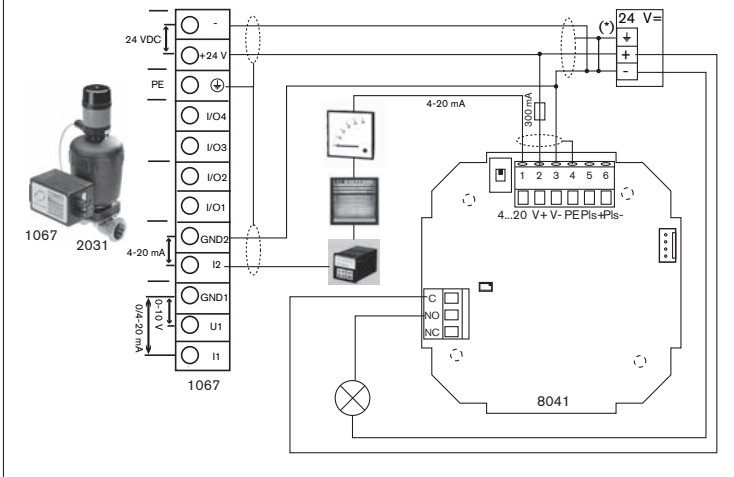 24 VDC
-
+24 V
PE
I/O4
I/O3
I/O2
I/O1
GND2
4-20 mA
I2
GND1
0-10 V
0/4-20 mA
U1
I1
1067
1067
2031
(*)
24 V=
+
-
4-20 mA
300 mA
1 2 3 4 5 6
4...20 V+ V- PE Pls+ Pls-
C
NO
NC
8041